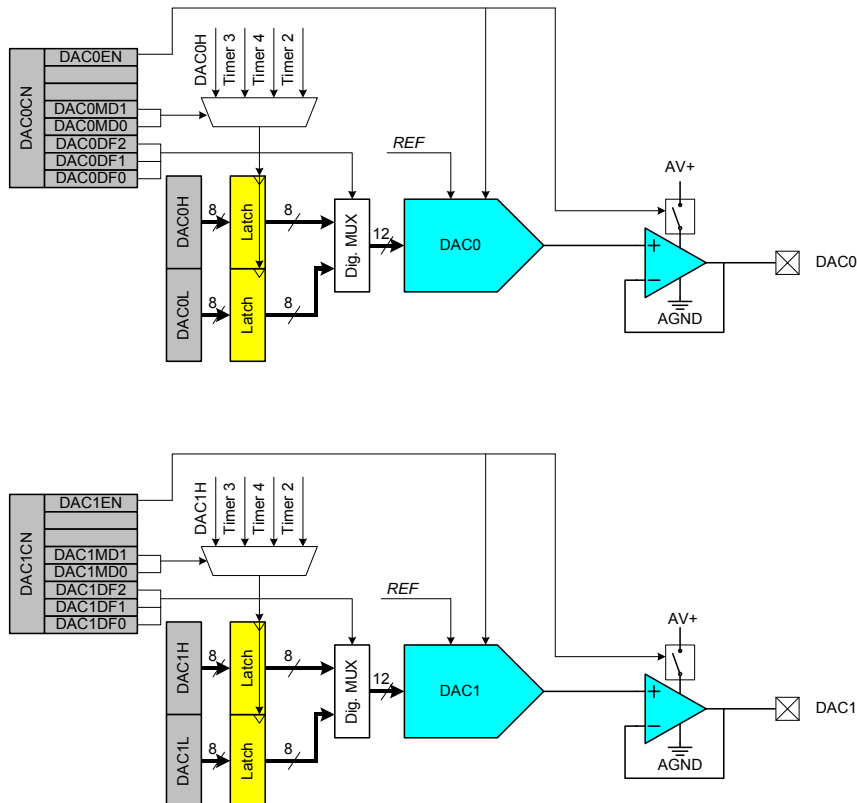 DAC0CN
DAC0EN
DAC0MD1
DAC0MD0
DAC0DF2
DAC0DF1
DAC0DF0
DAC0H
Timer 3
Timer 4
Timer 2
REF
AV+
DAC0H
8
Latch
8
Dig. MUX
12
DAC0
+
−
DAC0
DAC0L
8
Latch
8
AGND
DAC1CN
DAC1EN
DAC1MD1
DAC1MD0
DAC1DF2
DAC1DF1
DAC1DF0
DAC1H
Timer 3
Timer 4
Timer 2
REF
AV+
DAC1H
8
Latch
8
Dig. MUX
12
DAC1
+
−
DAC1
DAC1L
8
Latch
8
AGND